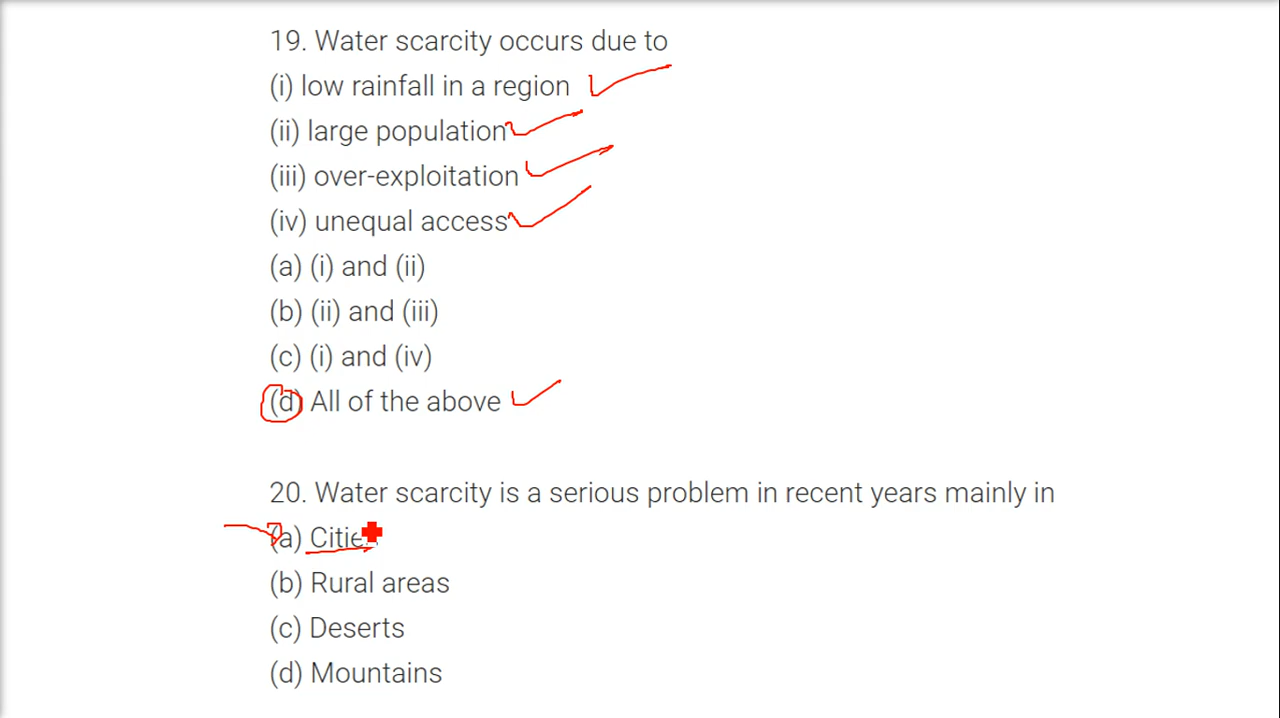 19. Water scarcity occurs due to
(i) low rainfall in a region
(ii) large population
(iii) over-exploitation
(iv) unequal access
(a) (i) and (ii)
(b) (ii) and (iii)
(c) (i) and (iv)
(d) All of the above
20. Water scarcity is a serious problem in recent years mainly in
(a) Cities
(b) Rural areas
(c) Deserts
(d) Mountains